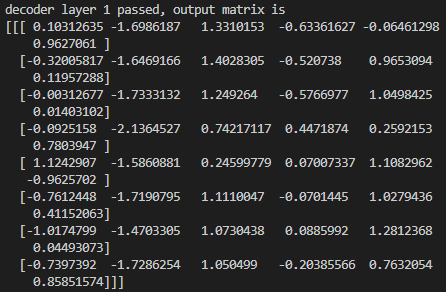 decoder layer 1 passed, output matrix is
[[[ 0.10312635 -1.6986187   1.3310153  -0.63361627 -0.06461298
    0.9627061 ]
  [-0.32005817 -1.6469166   1.4028305  -0.520738    0.9653094
    0.11957288]
  [-0.00312677 -1.7333132   1.249264   -0.5766977   1.0498425
    0.01403102]
  [-0.0925158  -2.1364527   0.74217117  0.4471874   0.2592153
    0.7803947 ]
  [ 1.1242907  -1.5860881   0.24599779  0.07007337  1.1082962
   -0.9625702 ]
  [-0.7612448  -1.7190795   1.1110047  -0.0701445   1.0279436
    0.41152063]
  [-1.0174799  -1.4703305   1.0730438   0.0885992   1.2812368
    0.04493073]
  [-0.7397392  -1.7286254   1.050499   -0.20385566  0.7632054
    0.85851574]]]